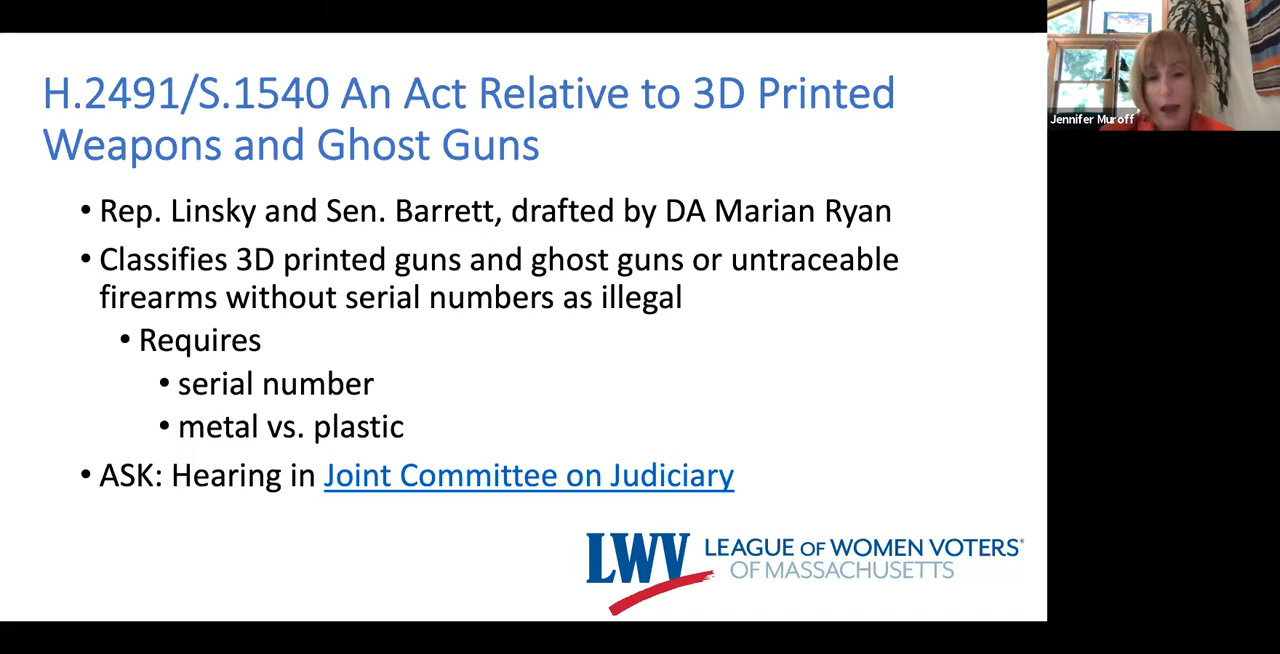 H.2491/S.1540 An Act Relative to 3D Printed
Weapons and Ghost Guns
• Rep. Linsky and Sen. Barrett, drafted by DA Marian Ryan
• Classifies 3D printed guns and ghost guns or untraceable
firearms without serial numbers as illegal
• Requires
• serial number
• metal vs. plastic
• ASK: Hearing in Joint Committee on Judiciary
LWV LEAGUE OF WOMEN VOTERS®
OF MASSACHUSETTS
Jennifer Muroff